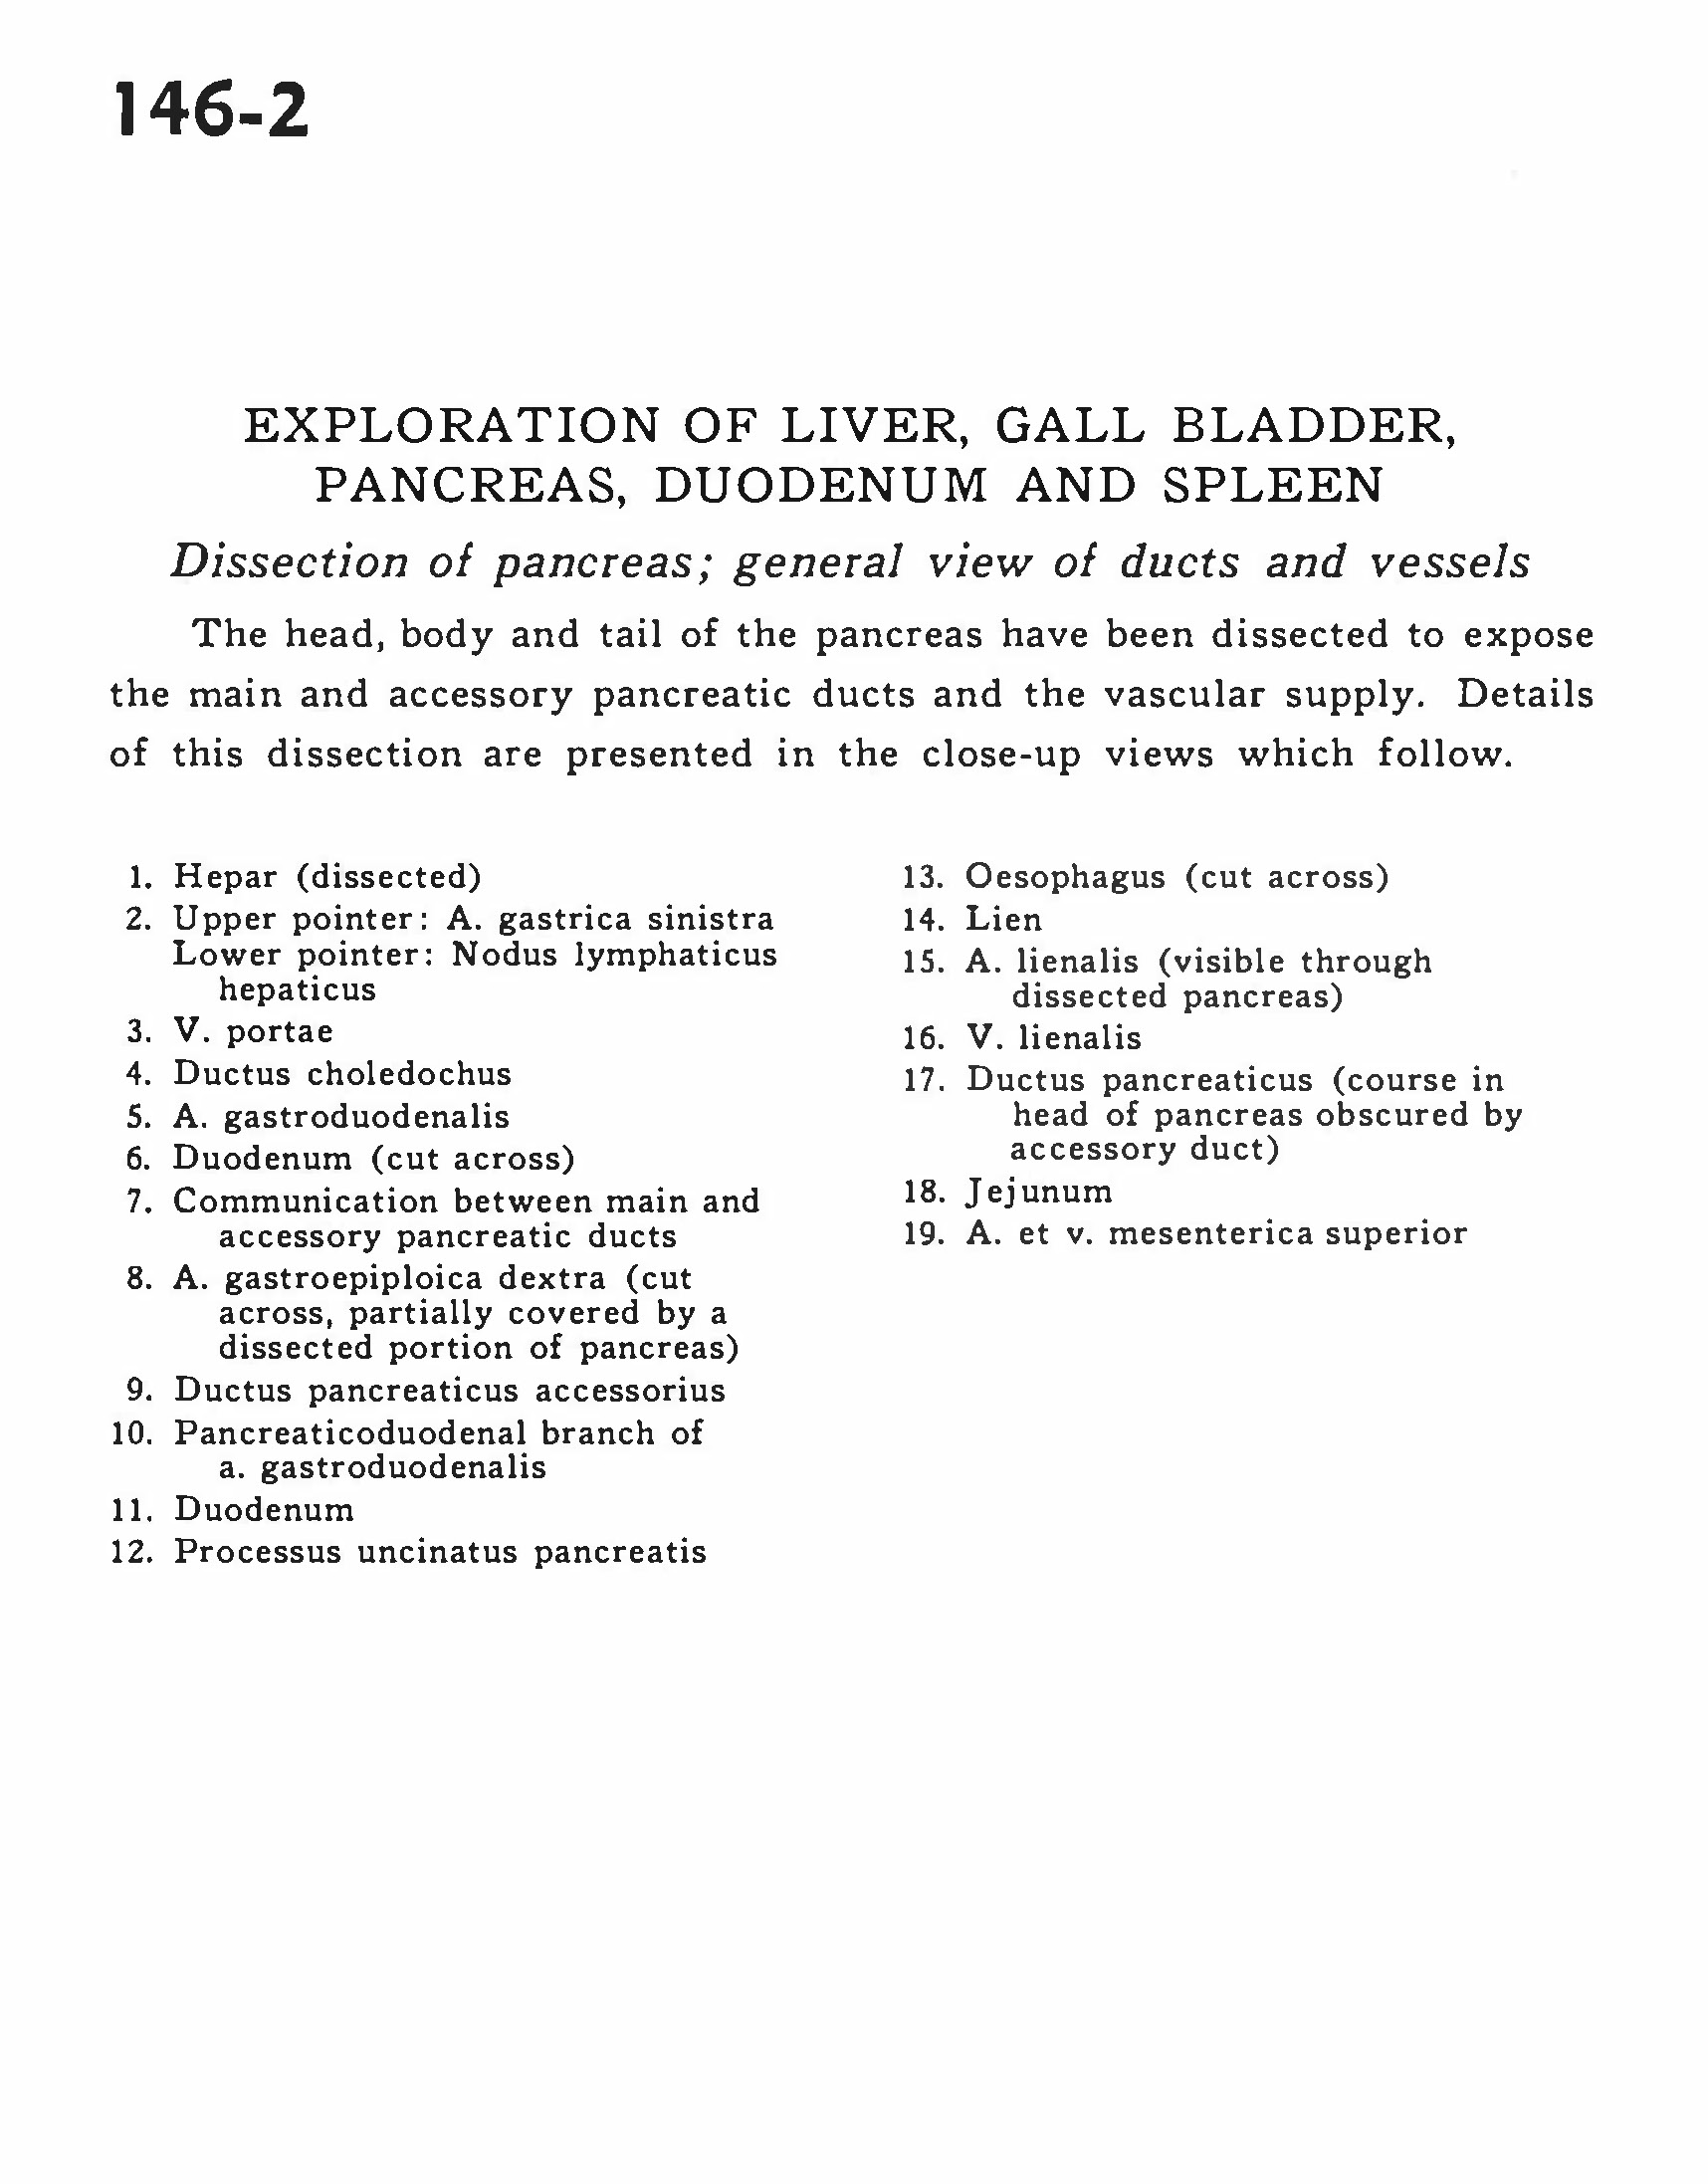 146-2
EXPLORATION OF LIVER, GALL BLADDER,
PANCREAS, DUODENUM AND SPLEEN
Dissection of pancreas; general view of ducts and vessels
The head, body and tail of the pancreas have been dissected to expose
the main and accessory pancreatic ducts and the vascular supply. Details
of this dissection are presented in the close-up views which follow.
1. Hepar (dissected)
2. Upper pointer: A. gastrica sinistra
Lower pointer: Nodus lymphaticus
hepaticus
3. V. portae
4. Ductus choledochus
5. A. gastroduodenalis
6. Duodenum (cut across)
7. Communication between main and
accessory pancreatic ducts
8. A. gastroepiploica dextra (cut
across, partially covered by a
dissected portion of pancreas)
9. Ductus pancreaticus accessorius
10. Pancreaticoduodenal branch of
a. gastroduodenalis
11. Duodenum
12. Processus uncinatus pancreatis
13. Oesophagus (cut across)
14. Lien
15. A. lienalis (visible through
dissected pancreas)
16. V. lienalis
17. Ductus pancreaticus (course in
head of pancreas obscured by
accessory duct)
18. Jejunum
19. A. et v. mesenterica superior